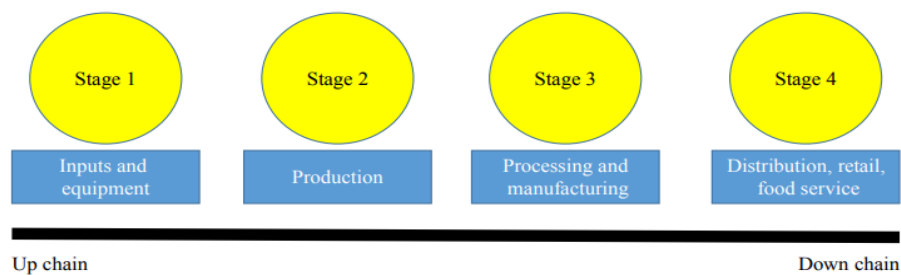 Stage 1
Stage 2
Stage 3
Stage 4
Inputs and
equipment
Production
Processing and
manufacturing
Distribution, retail,
food service
Up chain
Down chain